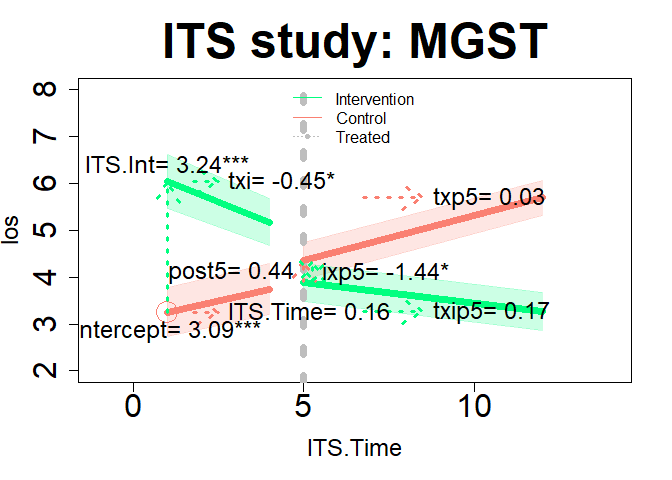 ITS study: MGST
Intervention
Control
Treated
ITS.Int= 3.24***
txi= -0.45*
txp5= 0.03
post5= 0.44
ixp5= -1.44*
ntercept= 3.09***
ITS.Time= 0.16
txip5= 0.17
los
2
3
4
5
6
7
8
0
5
10
ITS.Time